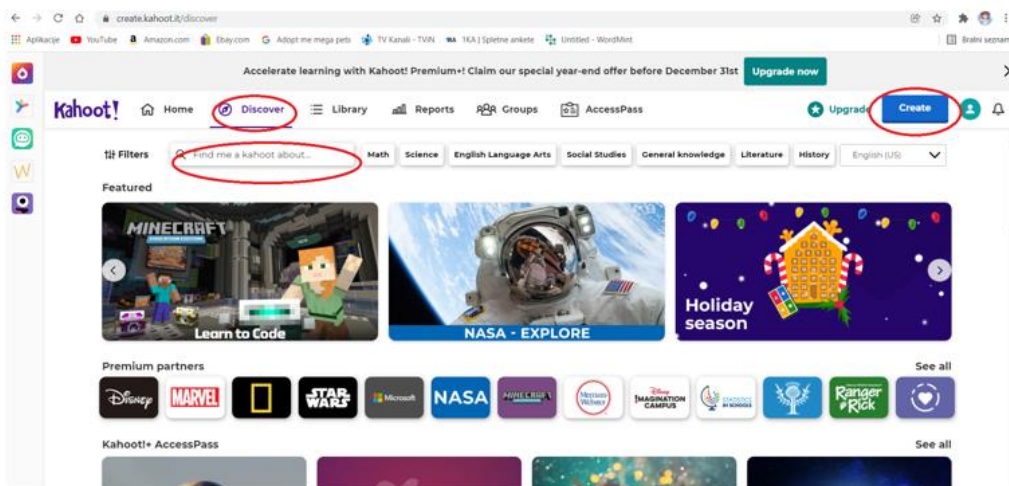 create.kahoot.it/discover
Aplikacije YouTube Amazon.com Ebay.com Adopt me mega pets TV Kanali - TVIN 1KA | Spletne ankete Untitled - WordMint Bralni seznam
Accelerate learning with Kahoot! Premium+! Claim our special year-end offer before December 31st Upgrade now
Kahoot! Home Discover Library Reports Groups AccessPass Upgrade Create
Filters Find me a kahoot about... Math Science English Language Arts Social Studies General knowledge Literature History English (US)
Featured
MINECRAFT
Learn to Code
NASA - EXPLORE
Holiday
season
Premium partners See all
Disney MARVEL STAR WARS Microsoft NASA MINECRAFT Merriam-Webster Disney IMAGINATION CAMPUS STATISTICS IN SCHOOLS Ranger Rick
Kahoot!+ AccessPass See all